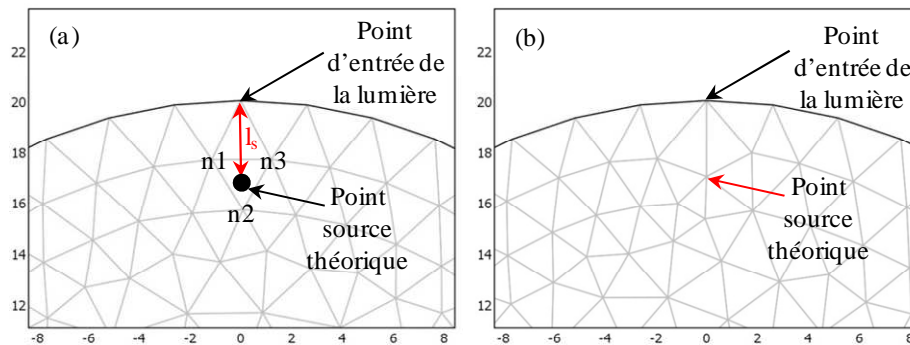 (a)
Point
d'entrée de
la lumière
l_s
n1
n3
n2
Point
source
théorique
22
20
18
16
14
12
-8
-6
-4
-2
0
2
4
6
8
(b)
Point
d'entrée de
la lumière
Point
source
théorique
22
20
18
16
14
12
-8
-6
-4
-2
0
2
4
6
8